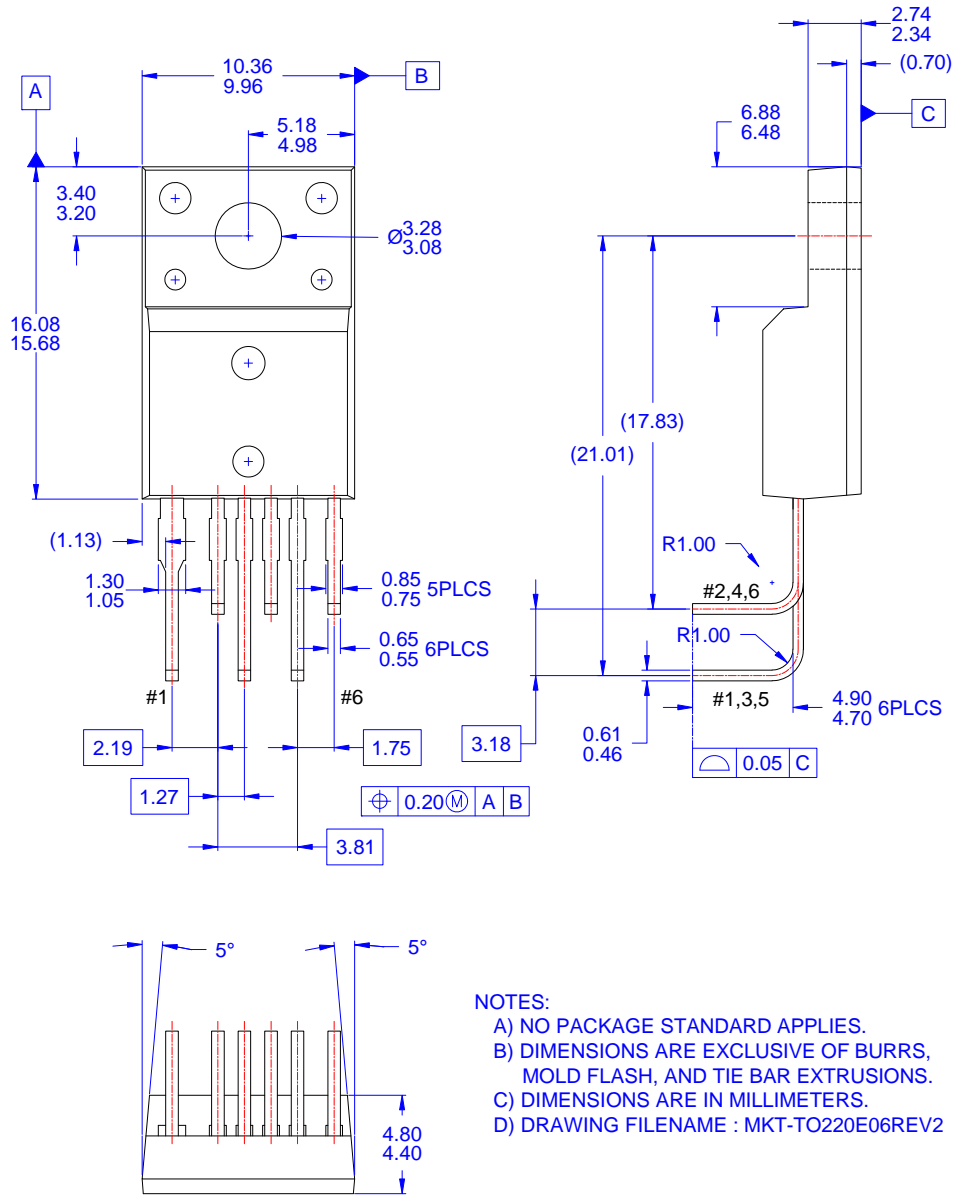 10.36
9.96
B
A
5.18
4.98
3.40
3.20
Ø3.28
3.08
16.08
15.68
(1.13)
1.30
1.05
0.85
0.75 5PLCS
0.65
0.55 6PLCS
#1
#6
2.19
1.75
1.27
⌖ 0.20Ⓜ A B
3.81
2.74
2.34
(0.70)
6.88
6.48
C
(17.83)
(21.01)
R1.00
#2,4,6
R1.00
#1,3,5
4.90
4.70 6PLCS
3.18
0.61
0.46
⌓ 0.05 C
5°
5°
4.80
4.40
NOTES:
A) NO PACKAGE STANDARD APPLIES.
B) DIMENSIONS ARE EXCLUSIVE OF BURRS,
MOLD FLASH, AND TIE BAR EXTRUSIONS.
C) DIMENSIONS ARE IN MILLIMETERS.
D) DRAWING FILENAME : MKT-TO220E06REV2